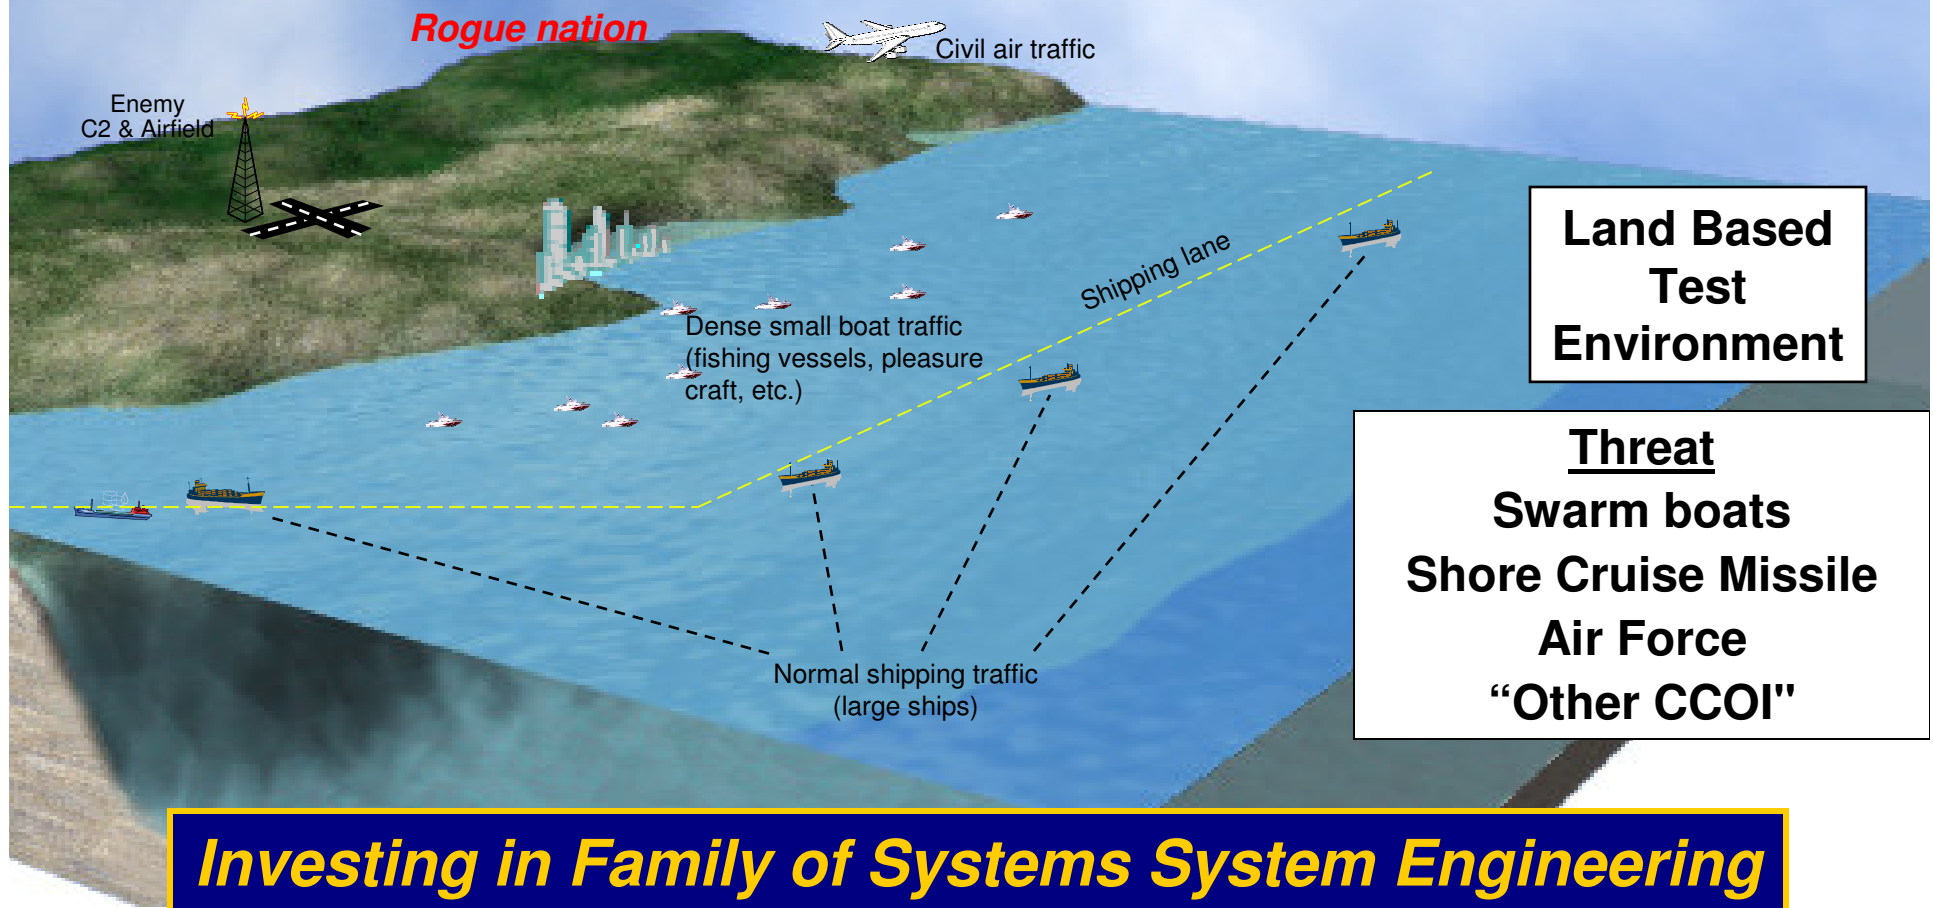 Rogue nation
Civil air traffic
Enemy
C2 & Airfield
Shipping lane
Dense small boat traffic
(fishing vessels, pleasure
craft, etc.)
Normal shipping traffic
(large ships)
Land Based
Test
Environment
Threat
Swarm boats
Shore Cruise Missile
Air Force
“Other CCOI"
Investing in Family of Systems System Engineering